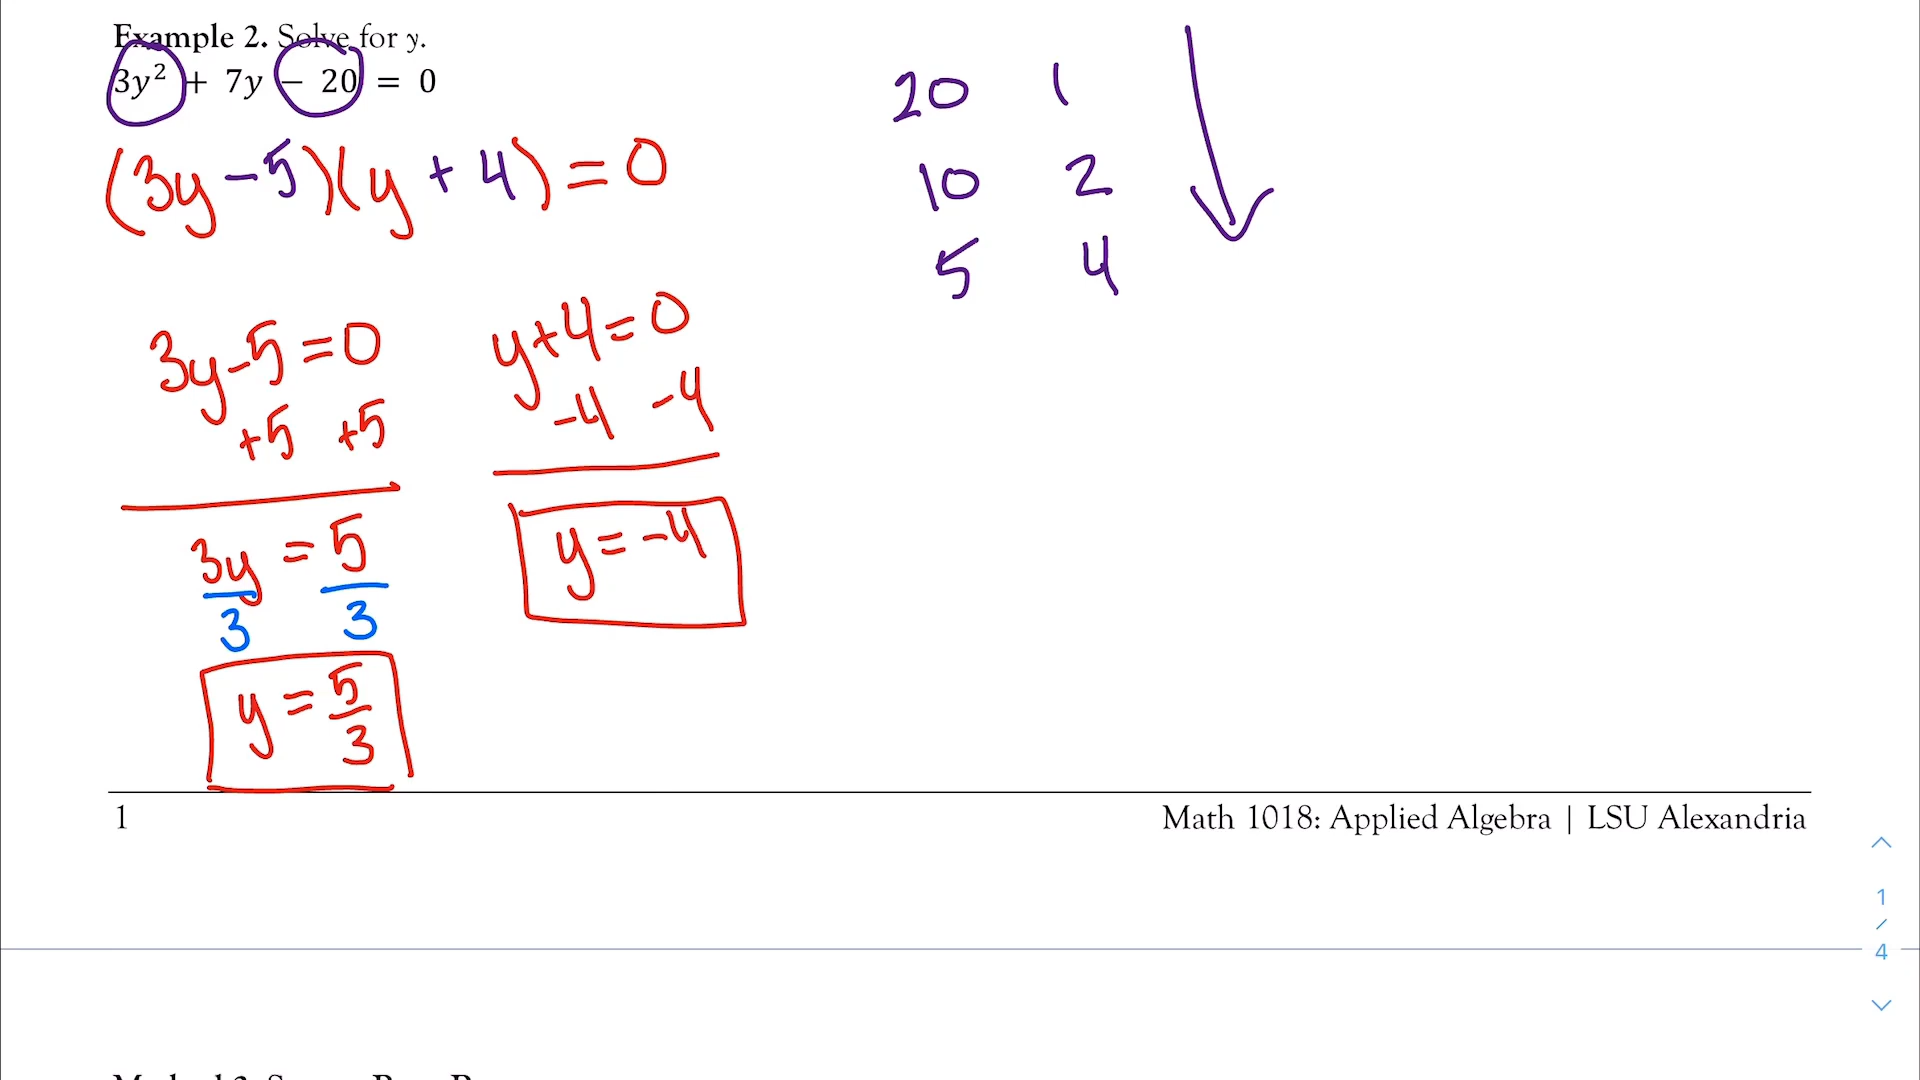 Example 2. Solve for y.
3y² + 7y − 20 = 0
(3y − 5)(y + 4) = 0
20 1
10 2
5 4
3y − 5 = 0
+5 +5
3y = 5
3 3
y = 5/3
y + 4 = 0
−4 −4
y = −4
1
Math 1018: Applied Algebra | LSU Alexandria
1
/
4